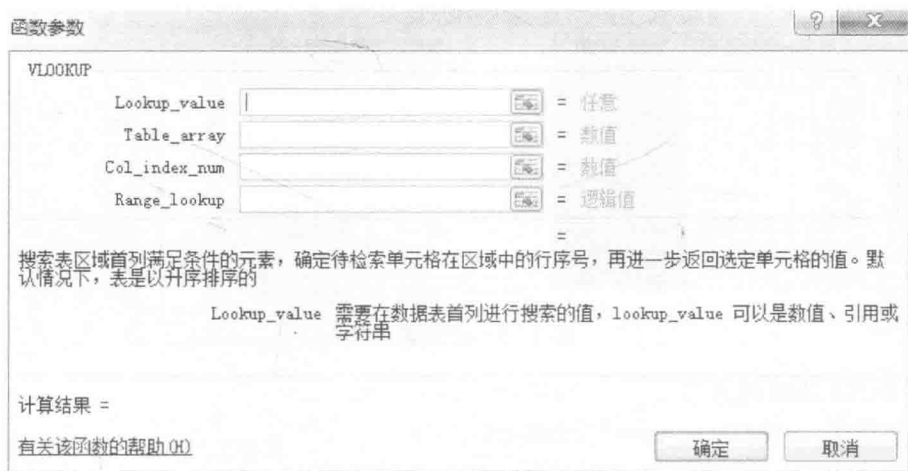 函数参数
VLOOKUP
Lookup_value = 任意
Table_array = 数值
Col_index_num = 数值
Range_lookup = 逻辑值
=
搜索表区域首列满足条件的元素，确定待检索单元格在区域中的行序号，再进一步返回选定单元格的值。默
认情况下，表是以升序排序的
Lookup_value 需要在数据表首列进行搜索的值，lookup_value 可以是数值、引用或
字符串
计算结果 =
有关该函数的帮助(H) 确定 取消